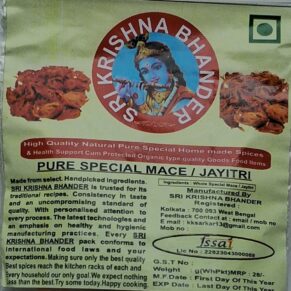 SRI KRISHNA BHANDER
High Quality Natural Pure Special Home made Spices
& Health Support Cum Protected Organic type quality Goods Food Items
PURE SPECIAL MACE / JAYITRI
Made from select. Handpicked ingredients.
SRI KRISHNA BHANDER is trusted for its
traditional recipes. Consistency in taste
and an uncompromising standard of
quality. With personalised attention to
every process. The latest technologies and
an emphasis on healthy and hygienic
manufacturing practices. Every SRI
KRISHNA BHANDER pack conforms to
international food laws and your
expectations. Making sure only the best quality
Best spices reach the kitchen racks of each and
every household our only goal We expect nothing
less than the best Try some today. Happy cooking
Ingredients : Whole Special Mace / Jayitri
Manufactured By
SRI KRISHNA BHANDER
Registered -
Kolkata : 700 093 West Bengal
Feedback Contact at : email / mob no
E mail : kkssarkar13@gmail.com
Mob no
fssai
Lic No : 22823043000088
G.S.T No :
Weight : g(WhPkt)MRP : 28/-
M.F Date : First Day Of This Year
EXP Date : Last Day Of This Year